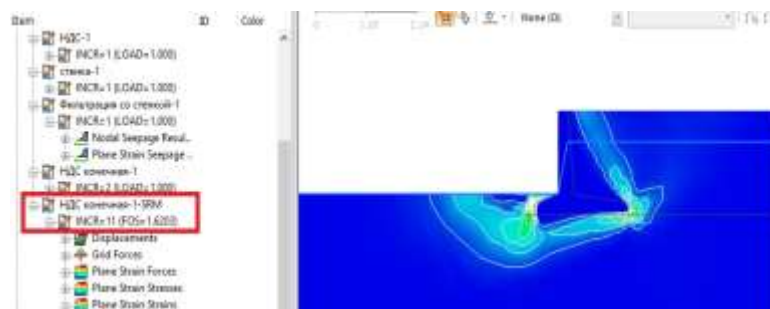 Item ID Color
НДС-1
INCR=1 (LOAD=1.000)
стенка-1
INCR=1 (LOAD=1.000)
Фильтрация со стенкой-1
INCR=1 (LOAD=1.000)
Nodal Seepage Resul...
Plane Strain Seepage ...
НДС конечная-1
INCR=2 (LOAD=1.000)
НДС конечная-1-SRM
INCR=11 (FOS=1.6203)
Displacements
Grid Forces
Plane Strain Forces
Plane Strain Stresses
Plane Strain Strains
None (0)